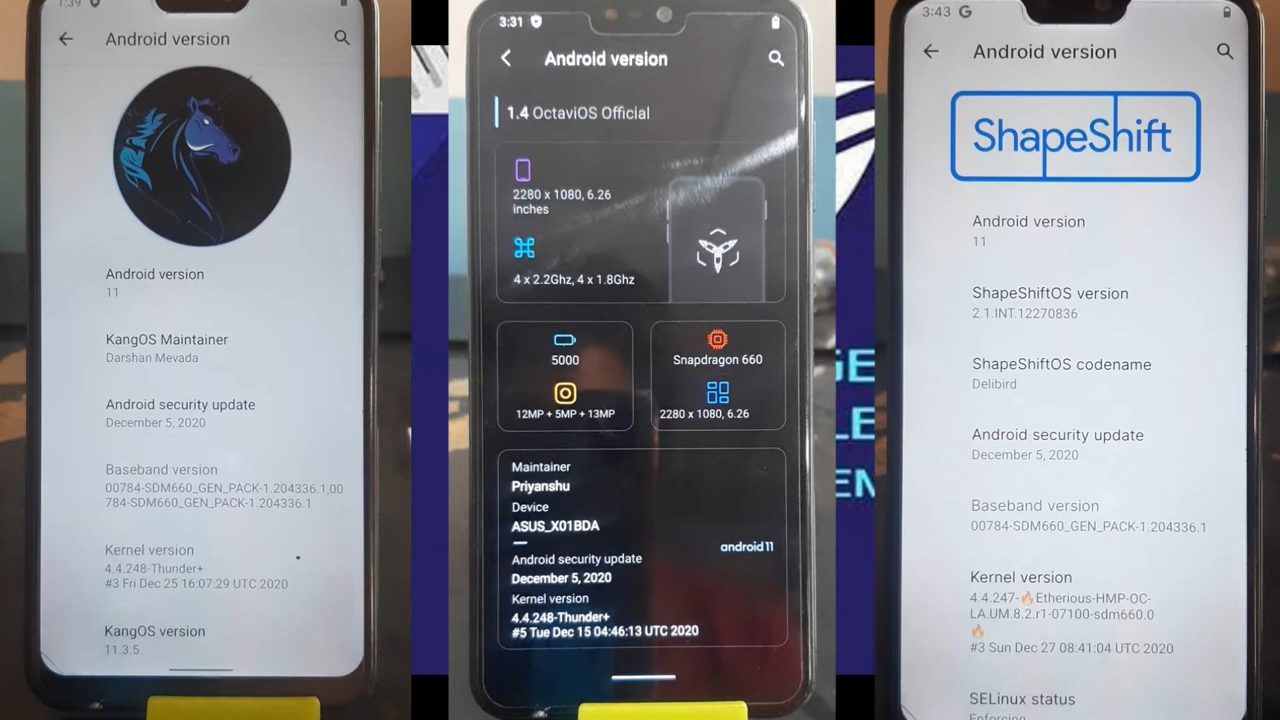 1:39
Android version
Android version
11
KangOS Maintainer
Darshan Mevada
Android security update
December 5, 2020
Baseband version
00784-SDM660_GEN_PACK-1.204336.1,00
784-SDM660_GEN_PACK-1.204336.1
Kernel version
4.4.248-Thunder+
#3 Fri Dec 25 16:07:29 UTC 2020
KangOS version
11.3.5
3:31
Android version
1.4 OctaviOS Official
2280 x 1080, 6.26
inches
4 x 2.2Ghz, 4 x 1.8Ghz
5000
12MP + 5MP + 13MP
Snapdragon 660
2280 x 1080, 6.26
Maintainer
Priyanshu
Device
ASUS_X01BDA
android11
Android security update
December 5, 2020
Kernel version
4.4.248-Thunder+
#5 Tue Dec 15 04:46:13 UTC 2020
3:43 G
Android version
ShapeShift
Android version
11
ShapeShiftOS version
2.1.INT.12270836
ShapeShiftOS codename
Delibird
Android security update
December 5, 2020
Baseband version
00784-SDM660_GEN_PACK-1.204336.1
Kernel version
4.4.247-🔥Etherious-HMP-OC-
LA.UM.8.2.r1-07100-sdm660.0
🔥
#3 Sun Dec 27 08:41:04 UTC 2020
SELinux status
Enforcing